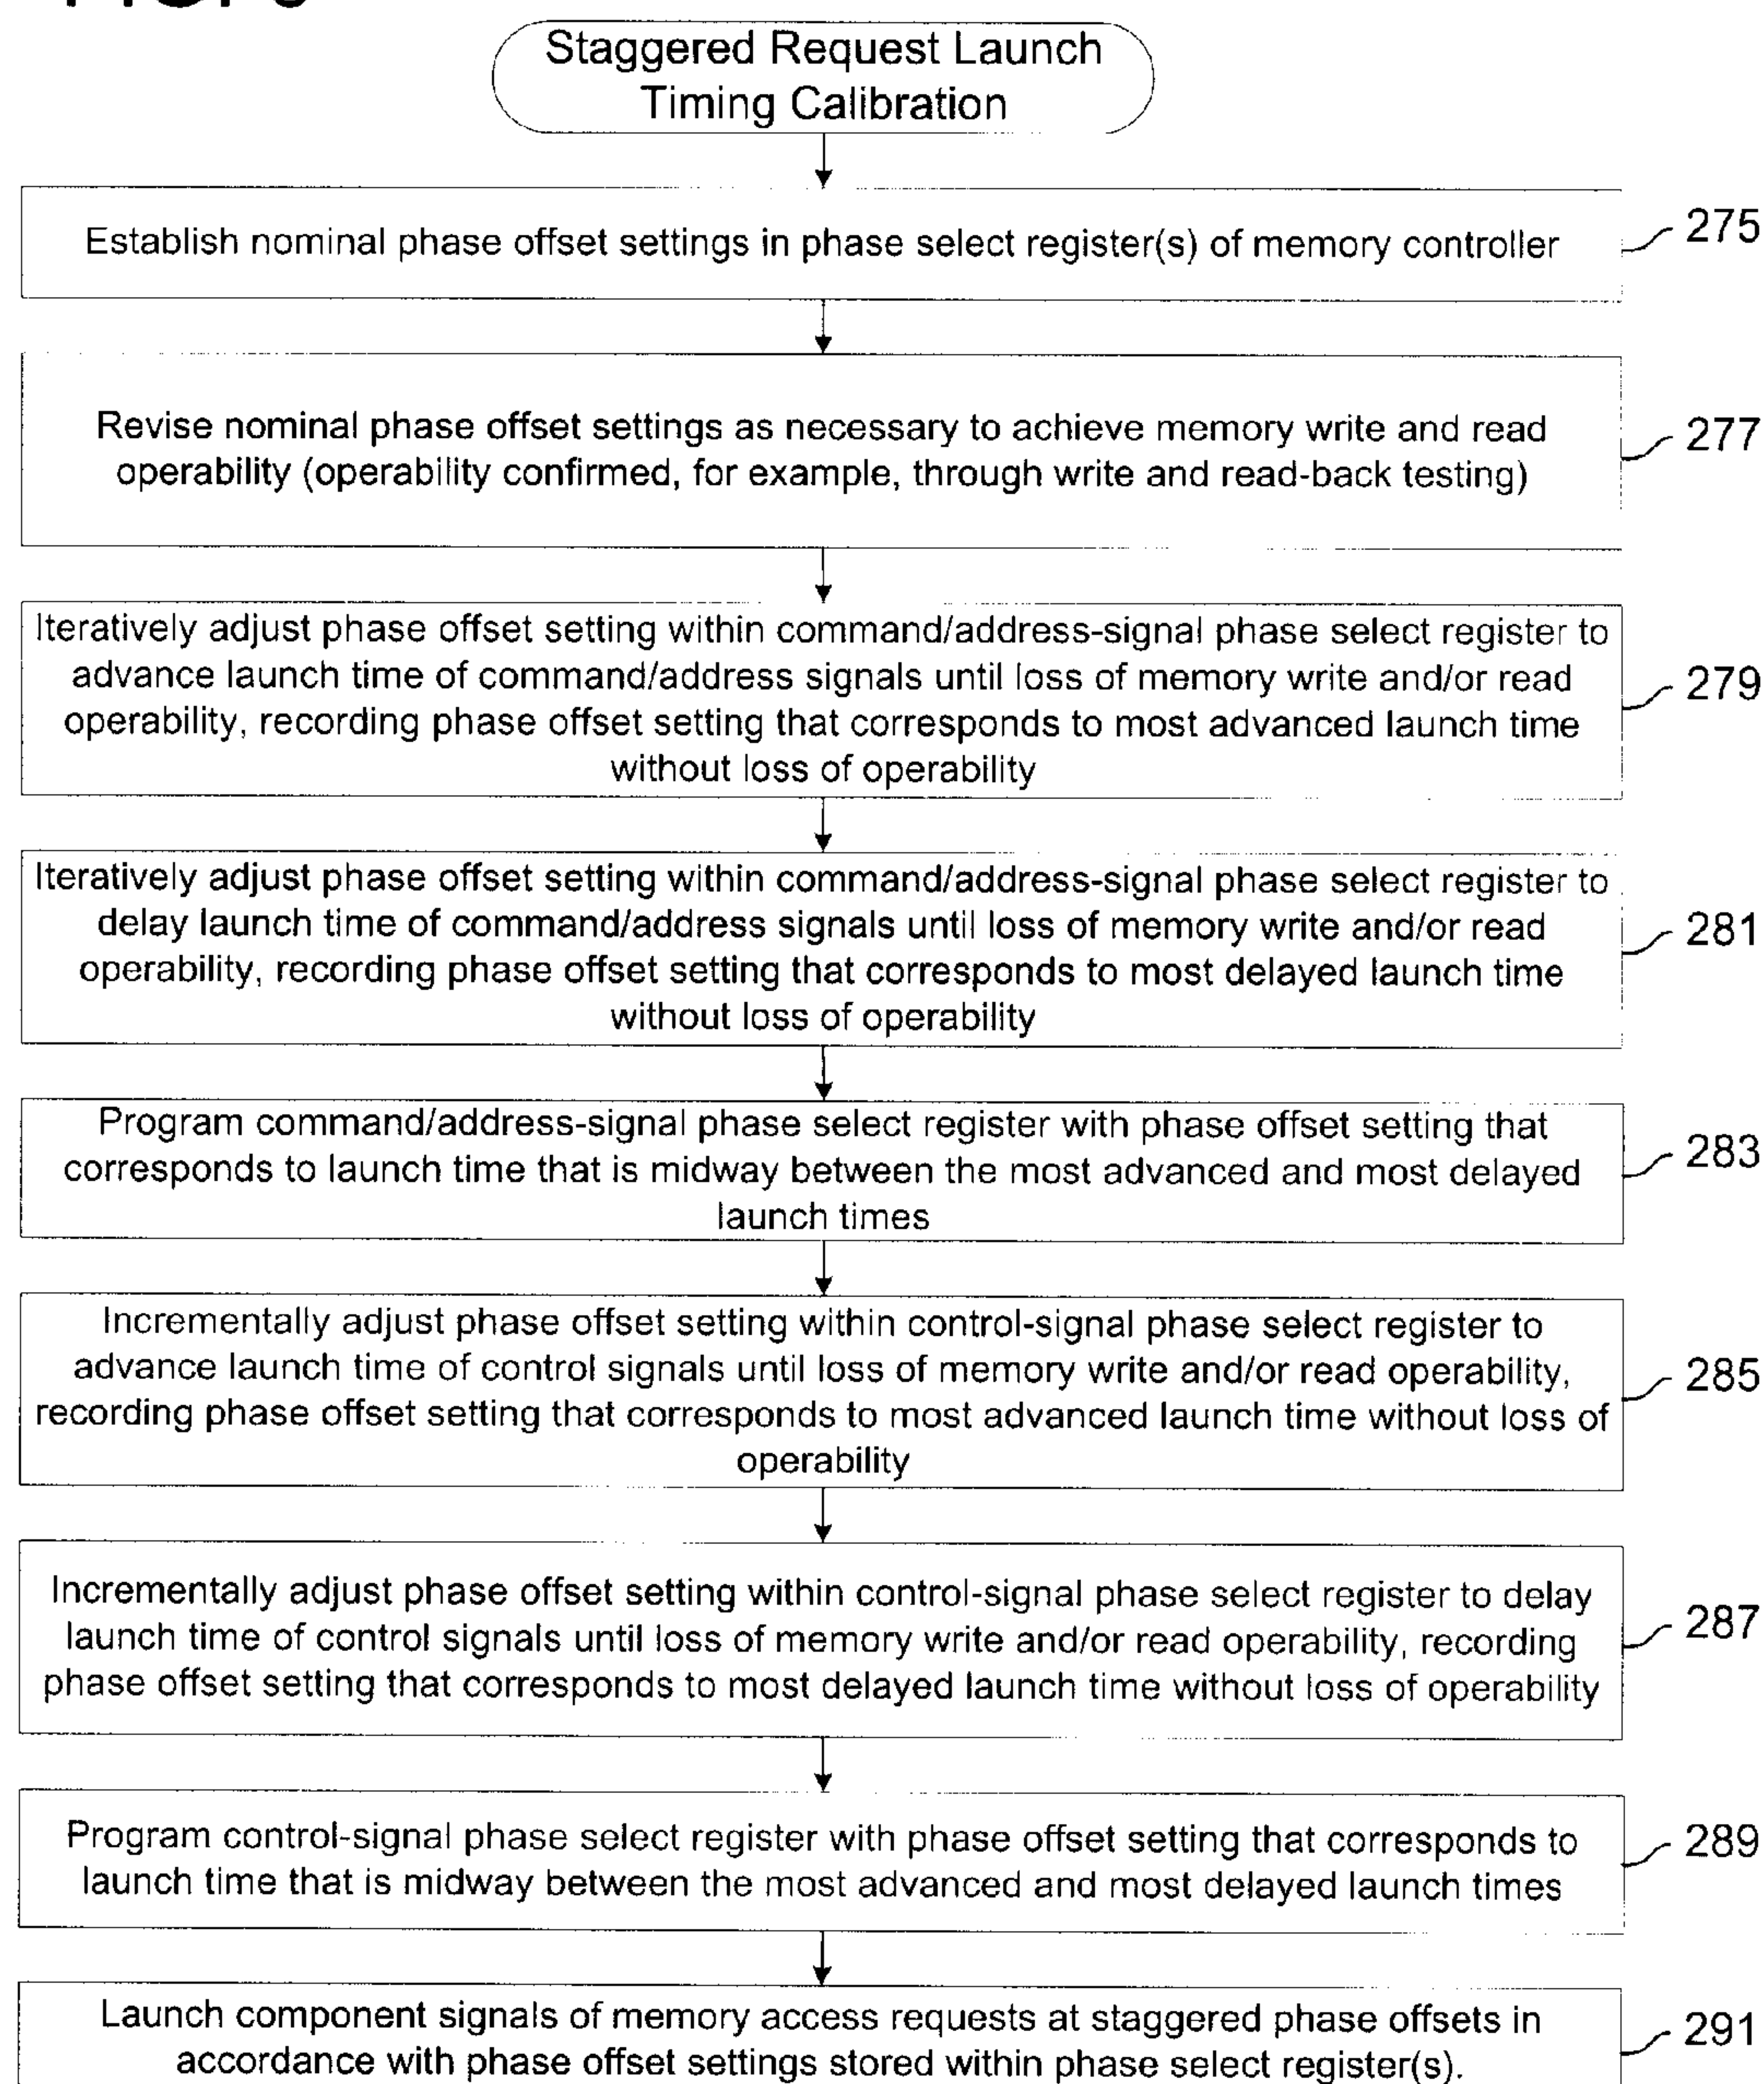 Staggered Request Launch
Timing Calibration
Establish nominal phase offset settings in phase select register(s) of memory controller
275
Revise nominal phase offset settings as necessary to achieve memory write and read
operability (operability confirmed, for example, through write and read-back testing)
277
Iteratively adjust phase offset setting within command/address-signal phase select register to
advance launch time of command/address signals until loss of memory write and/or read
operability, recording phase offset setting that corresponds to most advanced launch time
without loss of operability
279
Iteratively adjust phase offset setting within command/address-signal phase select register to
delay launch time of command/address signals until loss of memory write and/or read
operability, recording phase offset setting that corresponds to most delayed launch time
without loss of operability
281
Program command/address-signal phase select register with phase offset setting that
corresponds to launch time that is midway between the most advanced and most delayed
launch times
283
Incrementally adjust phase offset setting within control-signal phase select register to
advance launch time of control signals until loss of memory write and/or read operability,
recording phase offset setting that corresponds to most advanced launch time without loss of
operability
285
Incrementally adjust phase offset setting within control-signal phase select register to delay
launch time of control signals until loss of memory write and/or read operability, recording
phase offset setting that corresponds to most delayed launch time without loss of operability
287
Program control-signal phase select register with phase offset setting that corresponds to
launch time that is midway between the most advanced and most delayed launch times
289
Launch component signals of memory access requests at staggered phase offsets in
accordance with phase offset settings stored within phase select register(s).
291